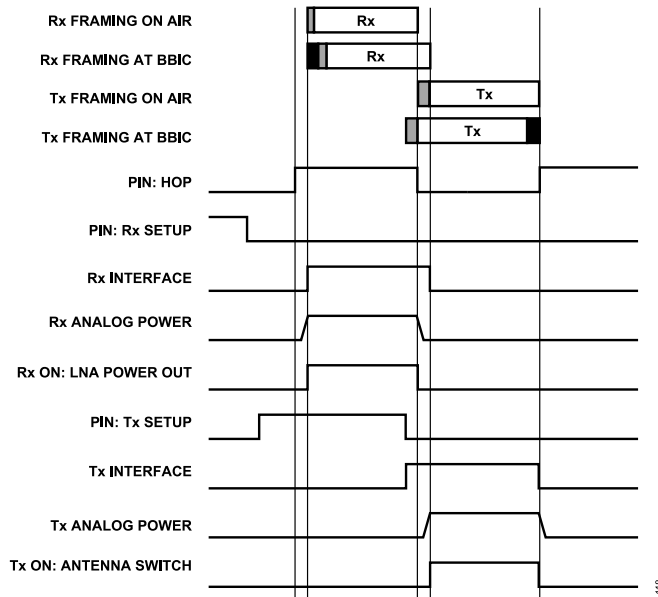 Rx FRAMING ON AIR
Rx
Rx FRAMING AT BBIC
Rx
Tx FRAMING ON AIR
Tx
Tx FRAMING AT BBIC
Tx
PIN: HOP
PIN: Rx SETUP
Rx INTERFACE
Rx ANALOG POWER
Rx ON: LNA POWER OUT
PIN: Tx SETUP
Tx INTERFACE
Tx ANALOG POWER
Tx ON: ANTENNA SWITCH